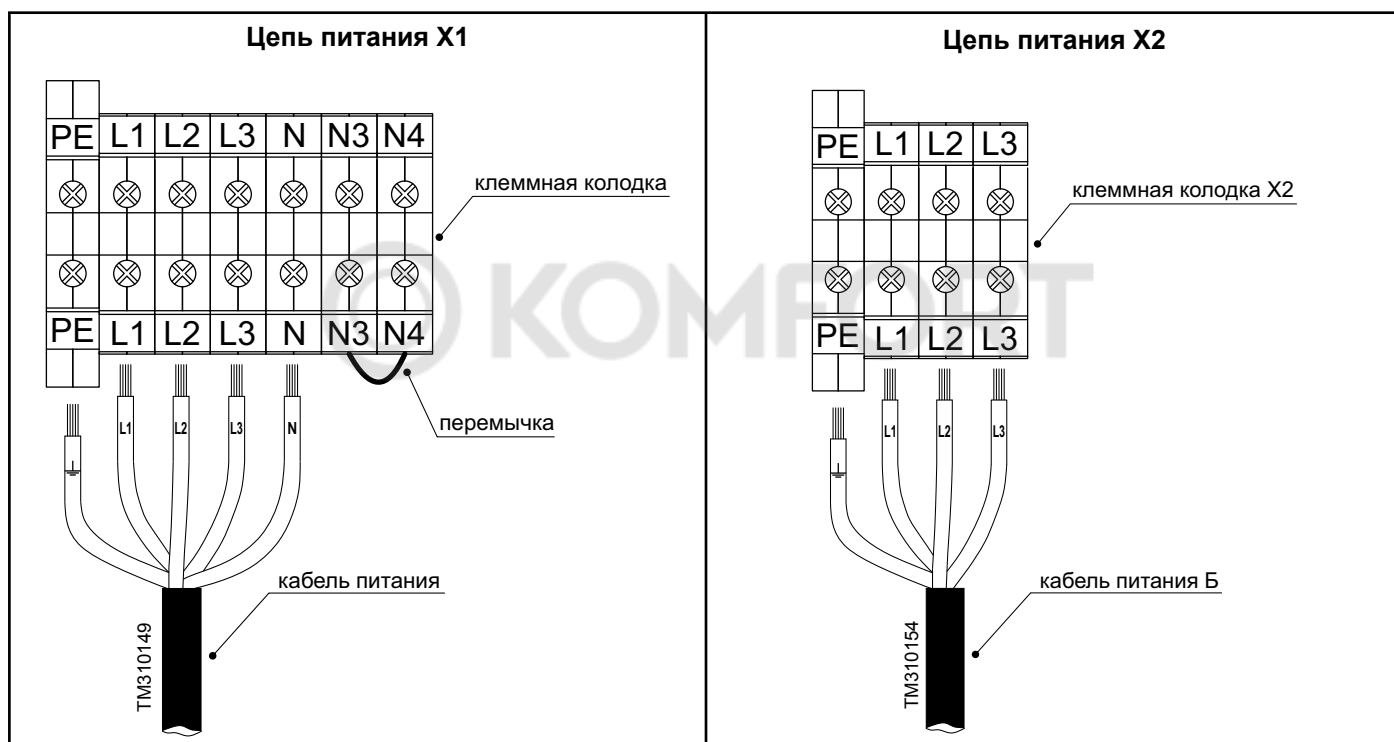 Цепь питания X1
PE L1 L2 L3 N N3 N4
клеммная колодка
PE L1 L2 L3 N N3 N4
перемычка
L1 L2 L3 N
кабель питания
TM310149
Цепь питания X2
PE L1 L2 L3
клеммная колодка X2
PE L1 L2 L3
L1 L2 L3
кабель питания Б
TM310154
KOMFORT